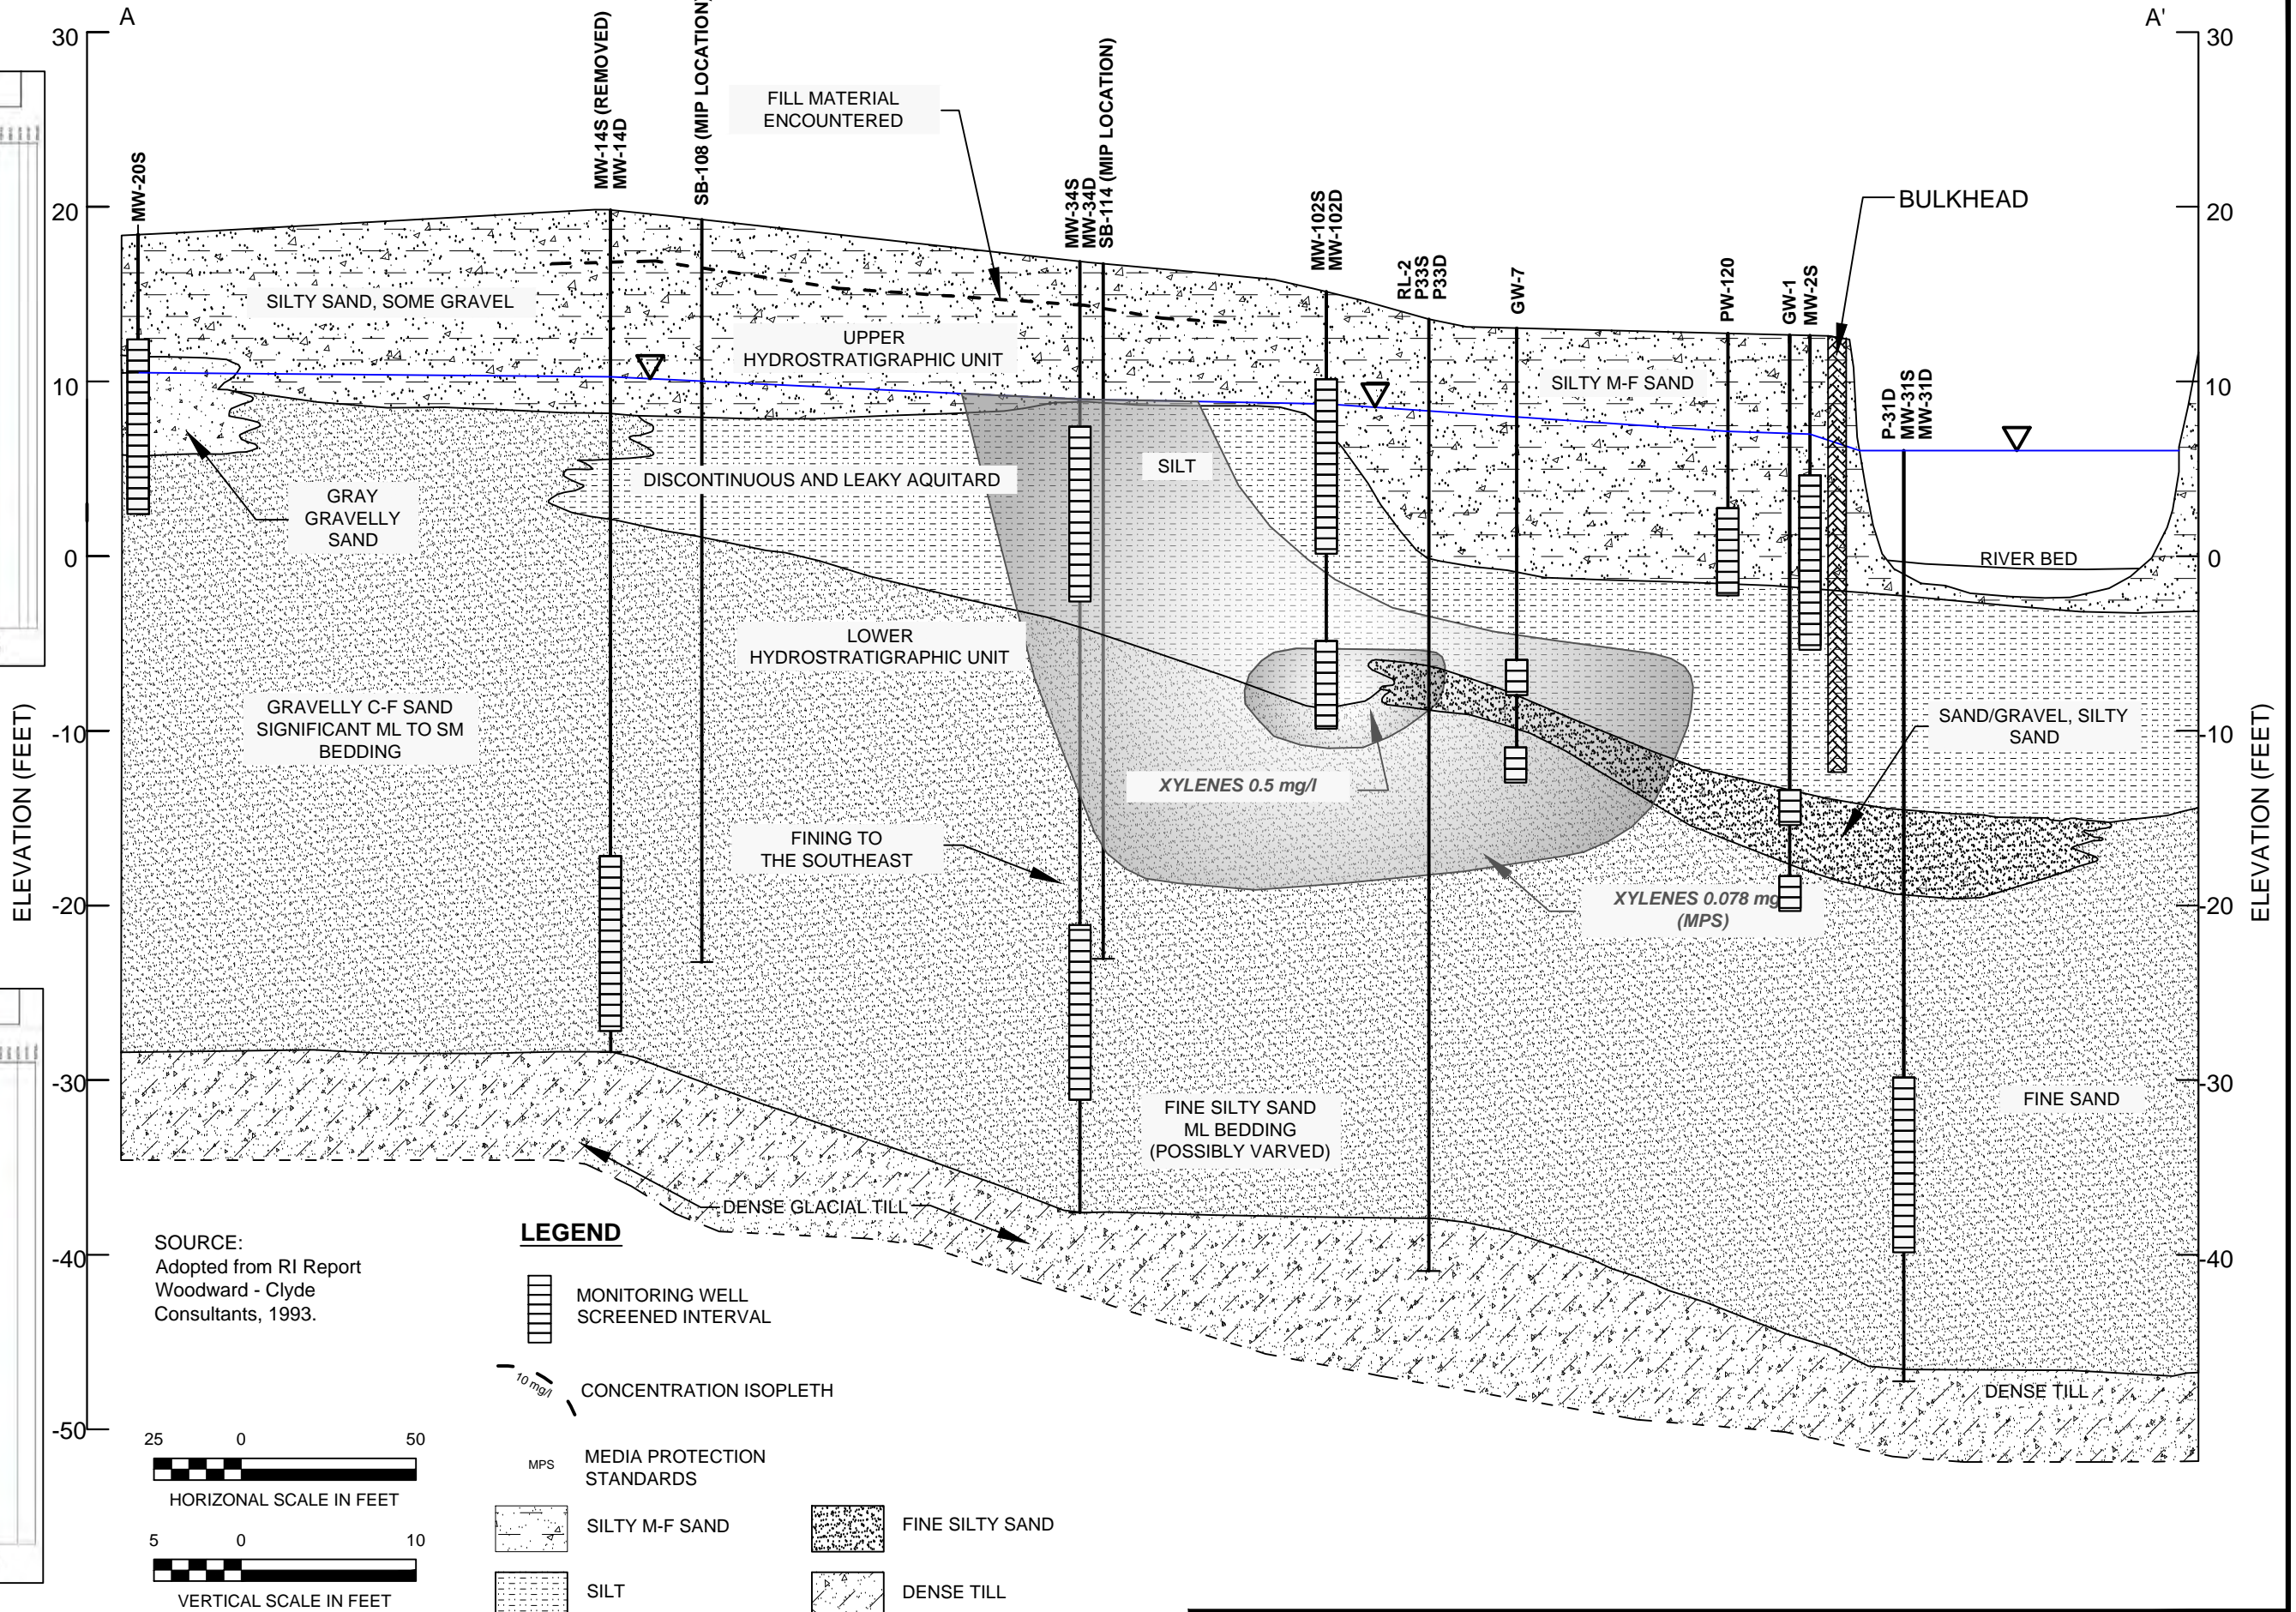 A
A'
30
20
10
0
-10
-20
-30
-40
-50
ELEVATION (FEET)
30
20
10
0
-10
-20
-30
-40
ELEVATION (FEET)
MW-20S
MW-14S (REMOVED)
MW-14D
SB-108 (MIP LOCATION)
FILL MATERIAL
ENCOUNTERED
MW-34S
MW-34D
SB-114 (MIP LOCATION)
MW-102S
MW-102D
RL-2
P33S
P33D
GW-7
PW-120
GW-1
MW-2S
BULKHEAD
P-31D
MW-31S
MW-31D
SILTY SAND, SOME GRAVEL
UPPER
HYDROSTRATIGRAPHIC UNIT
SILTY M-F SAND
SILT
DISCONTINUOUS AND LEAKY AQUITARD
GRAY
GRAVELLY
SAND
RIVER BED
LOWER
HYDROSTRATIGRAPHIC UNIT
GRAVELLY C-F SAND
SIGNIFICANT ML TO SM
BEDDING
SAND/GRAVEL, SILTY
SAND
XYLENES 0.5 mg/l
FINING TO
THE SOUTHEAST
XYLENES 0.078 mg
(MPS)
FINE SILTY SAND
ML BEDDING
(POSSIBLY VARVED)
FINE SAND
DENSE GLACIAL TILL
DENSE TILL
SOURCE:
Adopted from RI Report
Woodward - Clyde
Consultants, 1993.
LEGEND
MONITORING WELL
SCREENED INTERVAL
10 mg/l
CONCENTRATION ISOPLETH
MPS
MEDIA PROTECTION
STANDARDS
SILTY M-F SAND
FINE SILTY SAND
SILT
DENSE TILL
25 0 50
HORIZONAL SCALE IN FEET
5 0 10
VERTICAL SCALE IN FEET